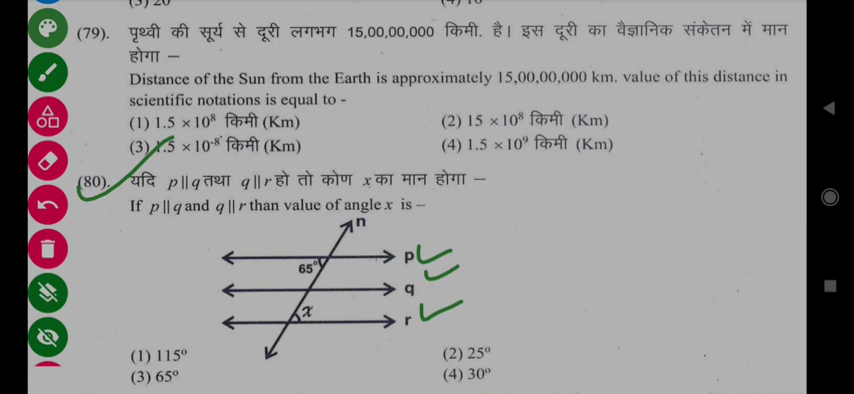 (79). पृथ्वी की सूर्य से दूरी लगभग 15,00,00,000 किमी. है। इस दूरी का वैज्ञानिक संकेतन में मान
होगा –
Distance of the Sun from the Earth is approximately 15,00,00,000 km. value of this distance in
scientific notations is equal to -
(1) 1.5 ×10⁸ किमी (Km) (2) 15 ×10⁸ किमी (Km)
(3) 1.5 ×10⁻⁸ किमी (Km) (4) 1.5 ×10⁹ किमी (Km)
(80). यदि p||q तथा q||r हो तो कोण x का मान होगा –
If p||q and q||r than value of angle x is –
n
p
65°
q
x
r
(1) 115° (2) 25°
(3) 65° (4) 30°